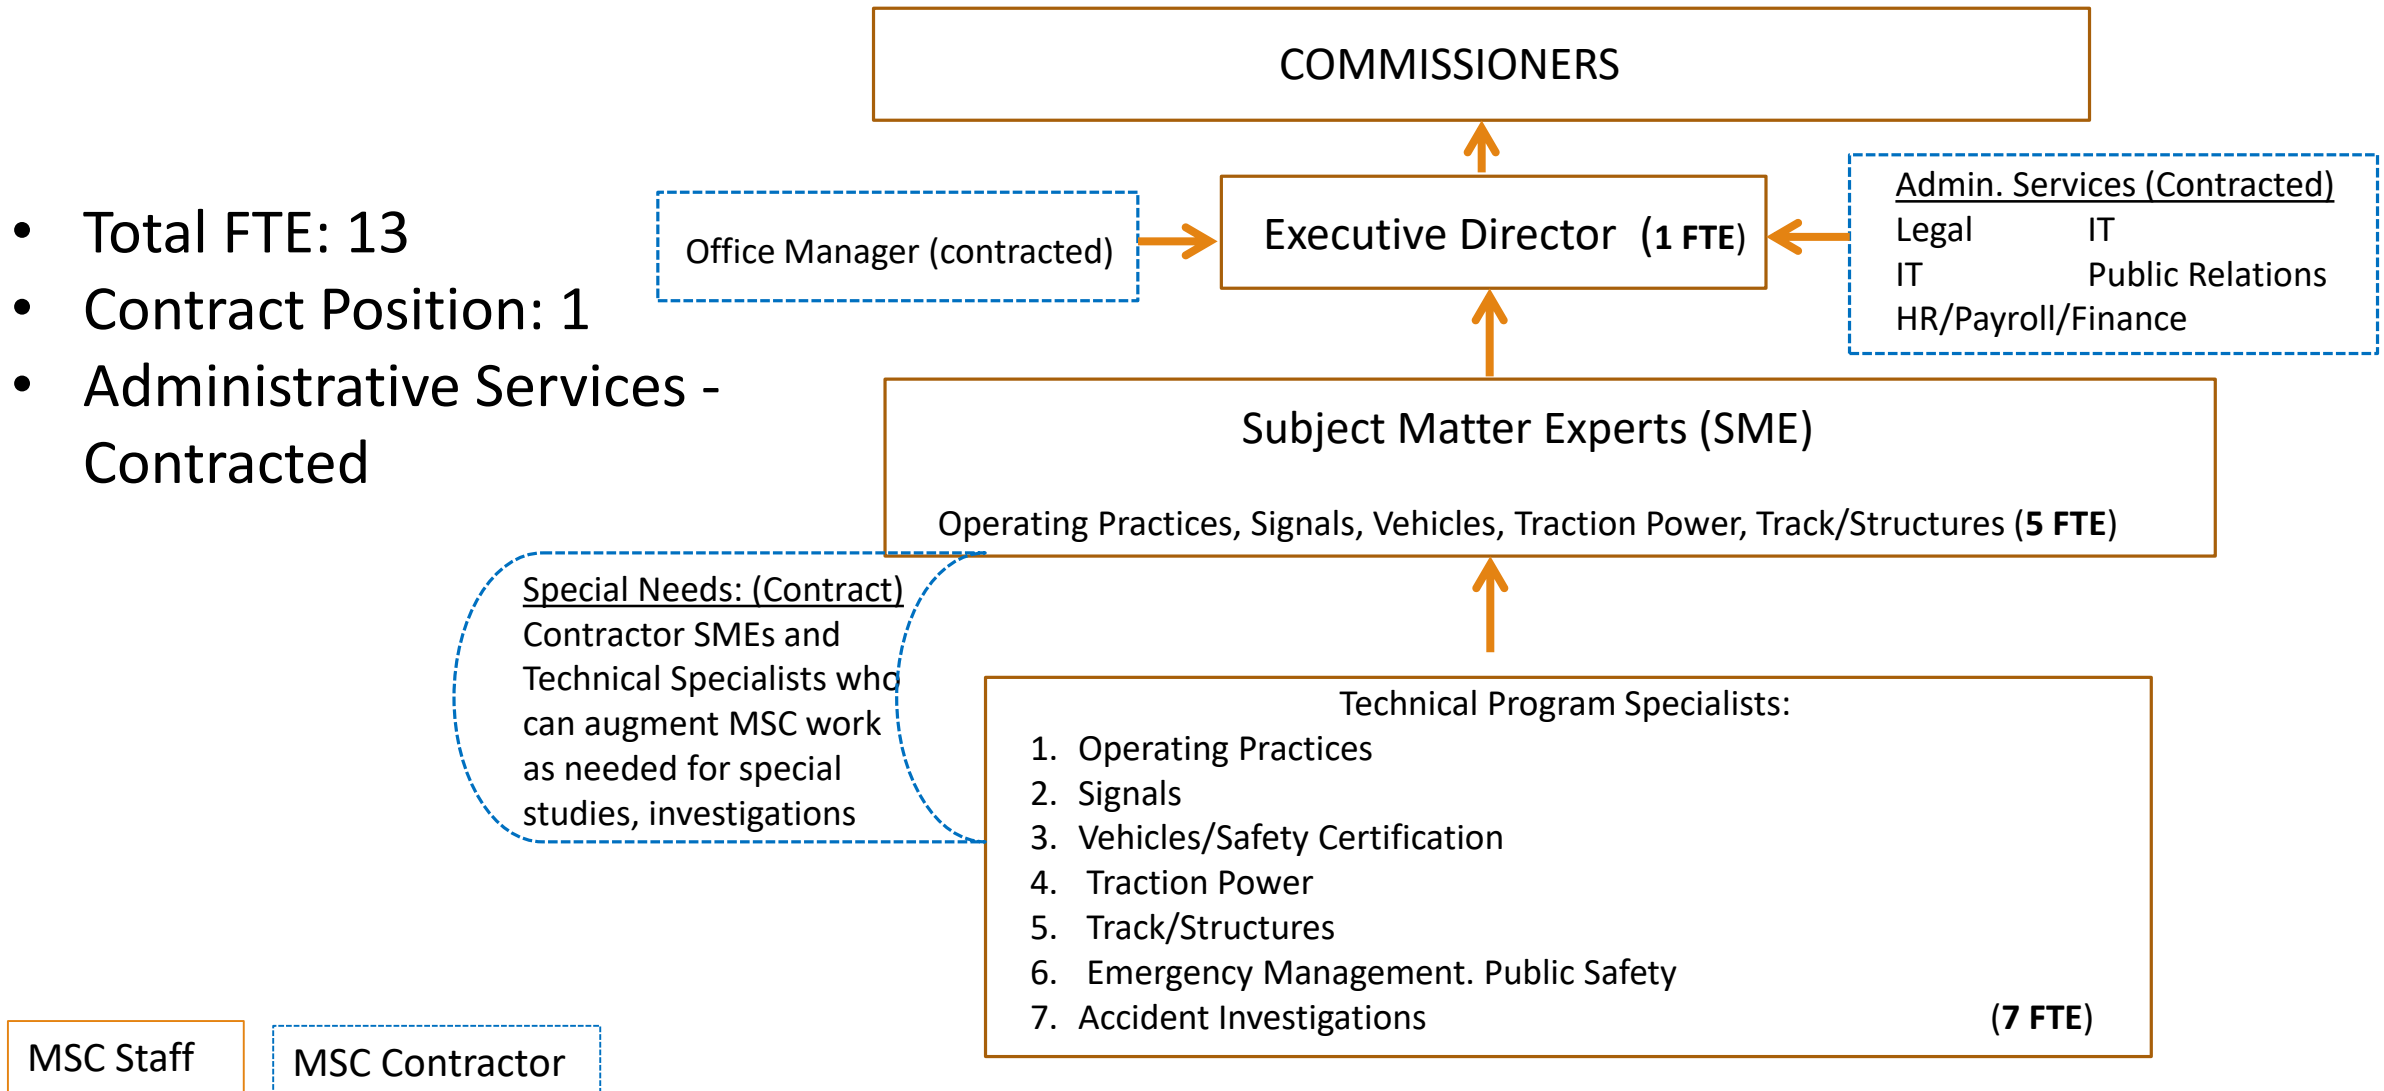 COMMISSIONERS
• Total FTE: 13
• Contract Position: 1
• Administrative Services -
Contracted
Office Manager (contracted)
Executive Director (1 FTE)
Admin. Services (Contracted)
Legal IT
IT Public Relations
HR/Payroll/Finance
Subject Matter Experts (SME)
Operating Practices, Signals, Vehicles, Traction Power, Track/Structures (5 FTE)
Special Needs: (Contract)
Contractor SMEs and
Technical Specialists who
can augment MSC work
as needed for special
studies, investigations
Technical Program Specialists:
1. Operating Practices
2. Signals
3. Vehicles/Safety Certification
4. Traction Power
5. Track/Structures
6. Emergency Management. Public Safety
7. Accident Investigations (7 FTE)
MSC Staff
MSC Contractor